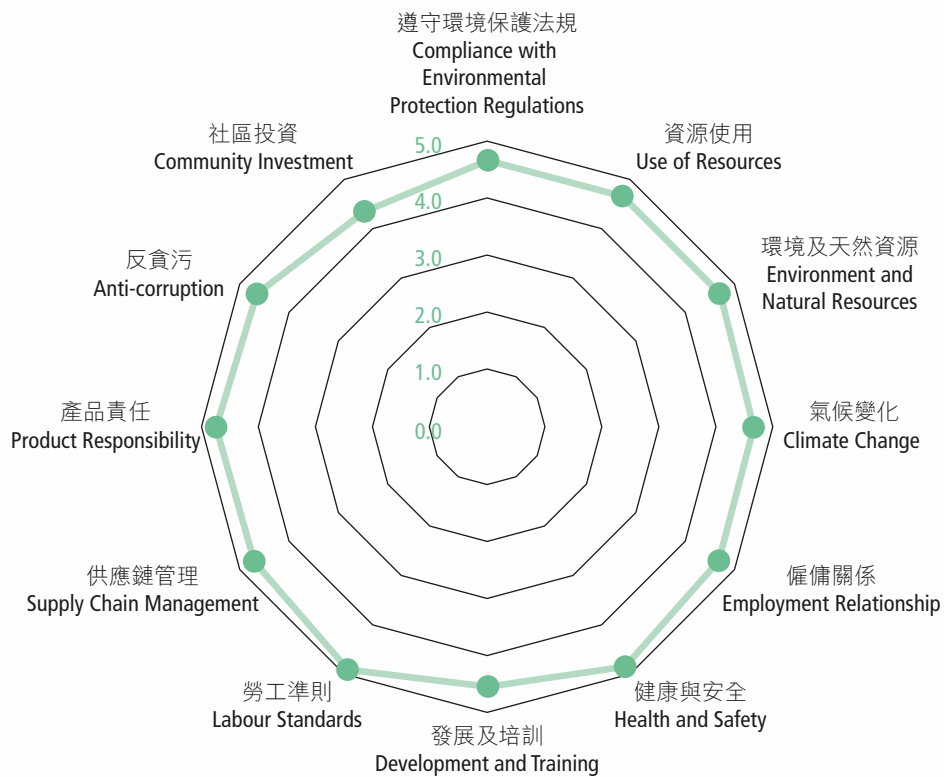 遵守環境保護法規
Compliance with
Environmental
Protection Regulations
資源使用
Use of Resources
環境及天然資源
Environment and
Natural Resources
氣候變化
Climate Change
僱傭關係
Employment Relationship
健康與安全
Health and Safety
發展及培訓
Development and Training
勞工準則
Labour Standards
供應鏈管理
Supply Chain Management
產品責任
Product Responsibility
反貪污
Anti-corruption
社區投資
Community Investment
5.0
4.0
3.0
2.0
1.0
0.0